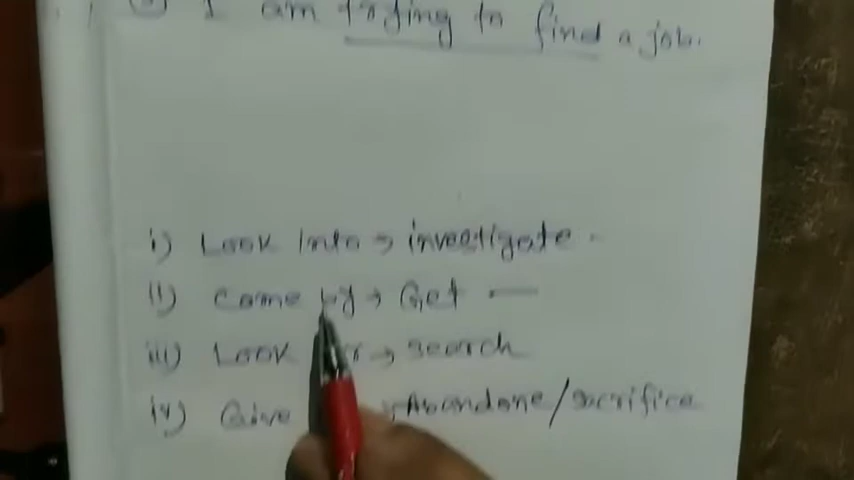 I am trying to find a job.
i) Look into → investigate
ii) Come by → Get —
iii) Look → search
iv) Give Abandone/sacrifice